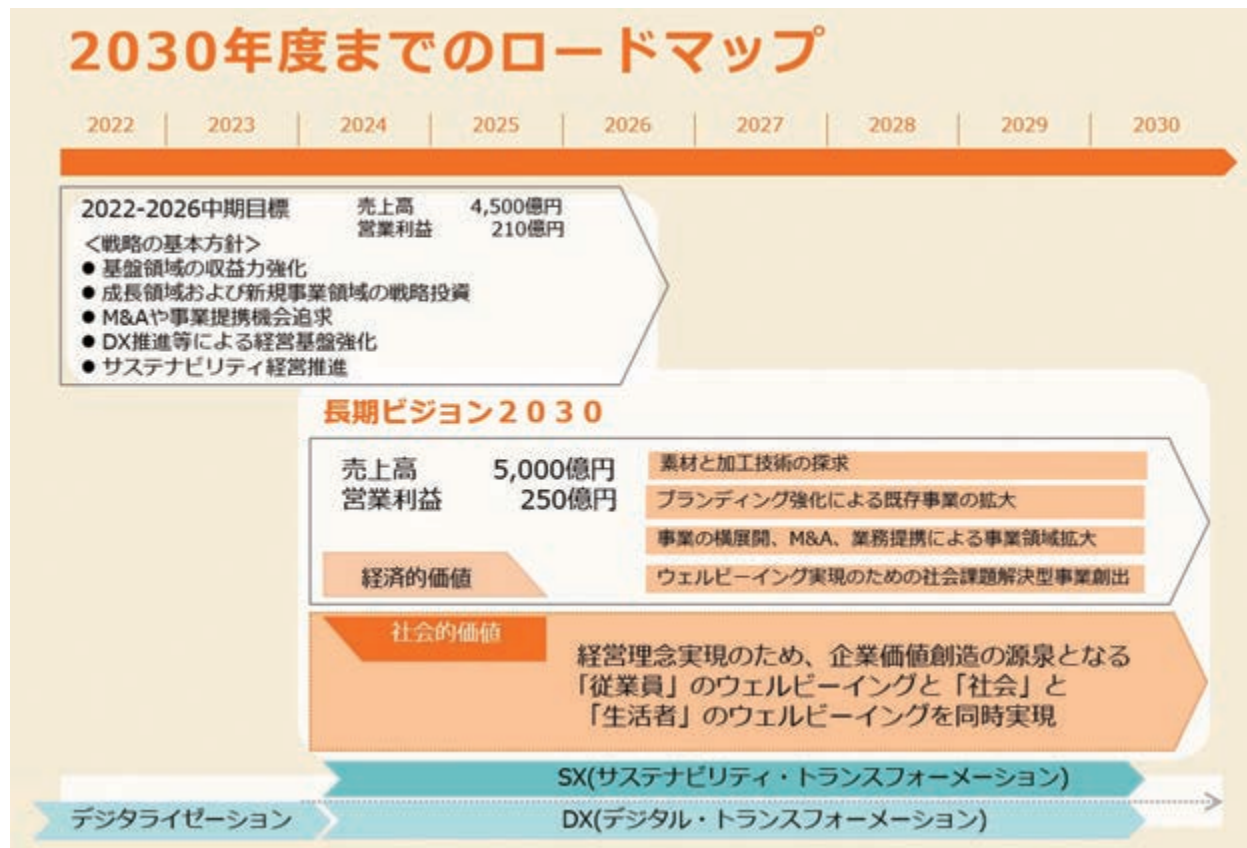 2030年度までのロードマップ
2022 2023 2024 2025 2026 2027 2028 2029 2030
2022-2026中期目標 売上高 4,500億円
営業利益 210億円
＜戦略の基本方針＞
● 基盤領域の収益力強化
● 成長領域および新規事業領域の戦略投資
● M&Aや事業提携機会追求
● DX推進等による経営基盤強化
● サステナビリティ経営推進
長期ビジョン２０３０
売上高 5,000億円
営業利益 250億円
経済的価値
素材と加工技術の探求
ブランディング強化による既存事業の拡大
事業の横展開、M&A、業務提携による事業領域拡大
ウェルビーイング実現のための社会課題解決型事業創出
社会的価値
経営理念実現のため、企業価値創造の源泉となる
「従業員」のウェルビーイングと「社会」と
「生活者」のウェルビーイングを同時実現
SX(サステナビリティ・トランスフォーメーション)
デジタライゼーション
DX(デジタル・トランスフォーメーション)